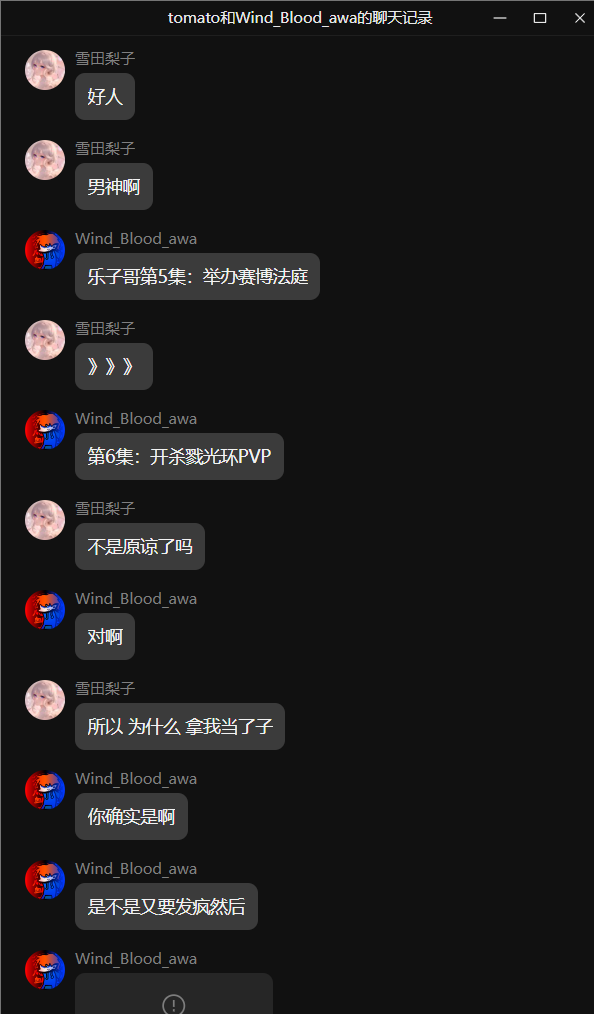 tomato和Wind_Blood_awa的聊天记录
雪田梨子
好人
雪田梨子
男神啊
Wind_Blood_awa
乐子哥第5集：举办赛博法庭
雪田梨子
》》》
Wind_Blood_awa
第6集：开杀戮光环PVP
雪田梨子
不是原谅了吗
Wind_Blood_awa
对啊
雪田梨子
所以 为什么 拿我当了子
Wind_Blood_awa
你确实是啊
Wind_Blood_awa
是不是又要发疯然后
Wind_Blood_awa